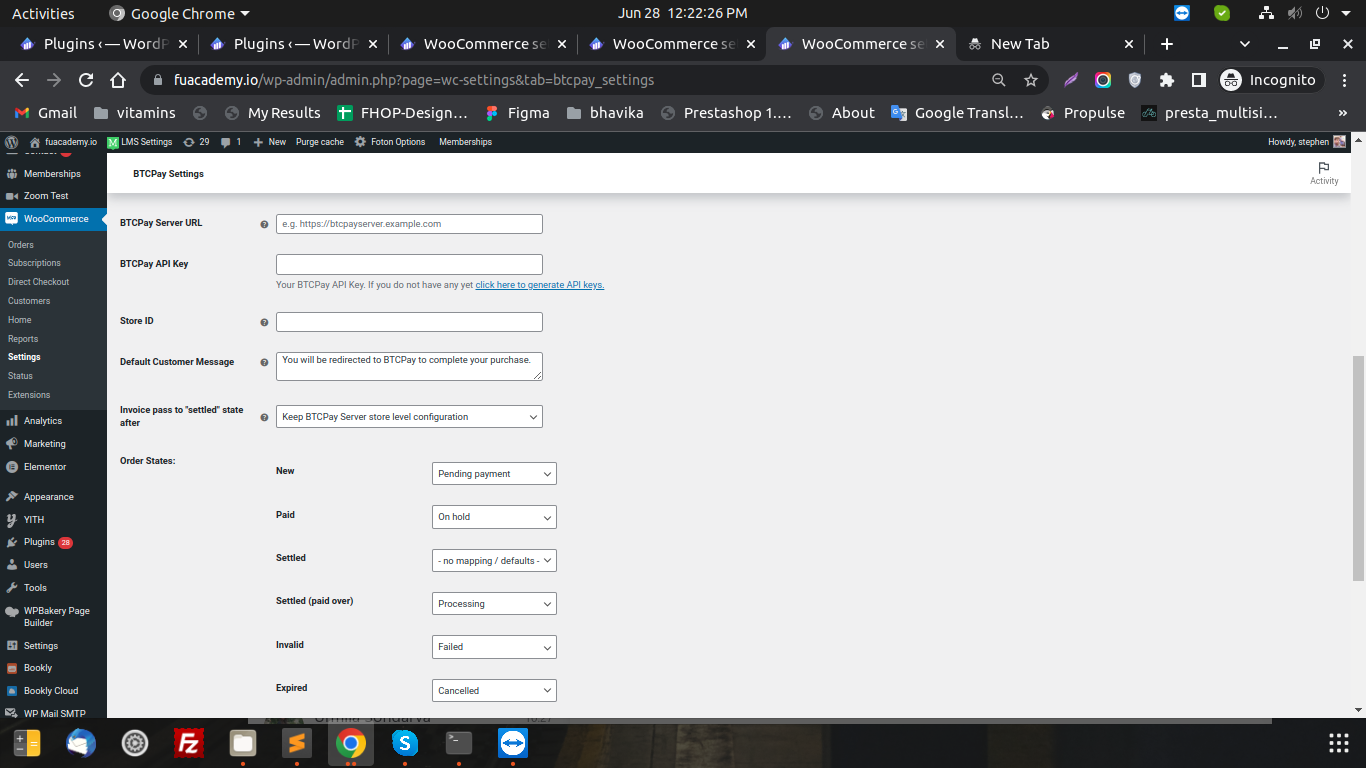 Activities
Google Chrome
Jun 28 12:22:26 PM
Plugins ‹ — WordP
Plugins ‹ — WordP
WooCommerce se
WooCommerce se
WooCommerce se
New Tab
fuacademy.io/wp-admin/admin.php?page=wc-settings&tab=btcpay_settings
Incognito
Gmail
vitamins
My Results
FHOP-Design...
Figma
bhavika
Prestashop 1....
About
Google Transl...
Propulse
presta_multisi...
»
fuacademy.io
LMS Settings
29
1
New
Purge cache
Foton Options
Memberships
Howdy, stephen
Memberships
Zoom Test
WooCommerce
Orders
Subscriptions
Direct Checkout
Customers
Home
Reports
Settings
Status
Extensions
Analytics
Marketing
Elementor
Appearance
YITH
Plugins 28
Users
Tools
WPBakery Page
Builder
Settings
Bookly
Bookly Cloud
WP Mail SMTP
BTCPay Settings
Activity
BTCPay Server URL
e.g. https://btcpayserver.example.com
BTCPay API Key
Your BTCPay API Key. If you do not have any yet click here to generate API keys.
Store ID
Default Customer Message
You will be redirected to BTCPay to complete your purchase.
Invoice pass to "settled" state
after
Keep BTCPay Server store level configuration
Order States:
New
Pending payment
Paid
On hold
Settled
- no mapping / defaults -
Settled (paid over)
Processing
Invalid
Failed
Expired
Cancelled